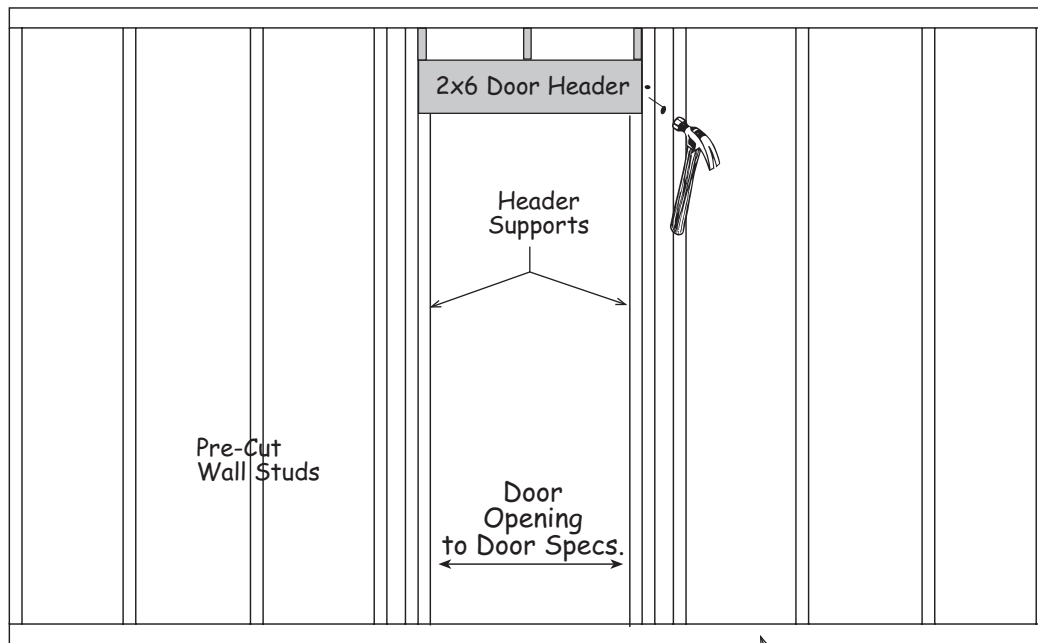 2x6 Door Header
Header
Supports
Pre-Cut
Wall Studs
Door
Opening
to Door Specs.